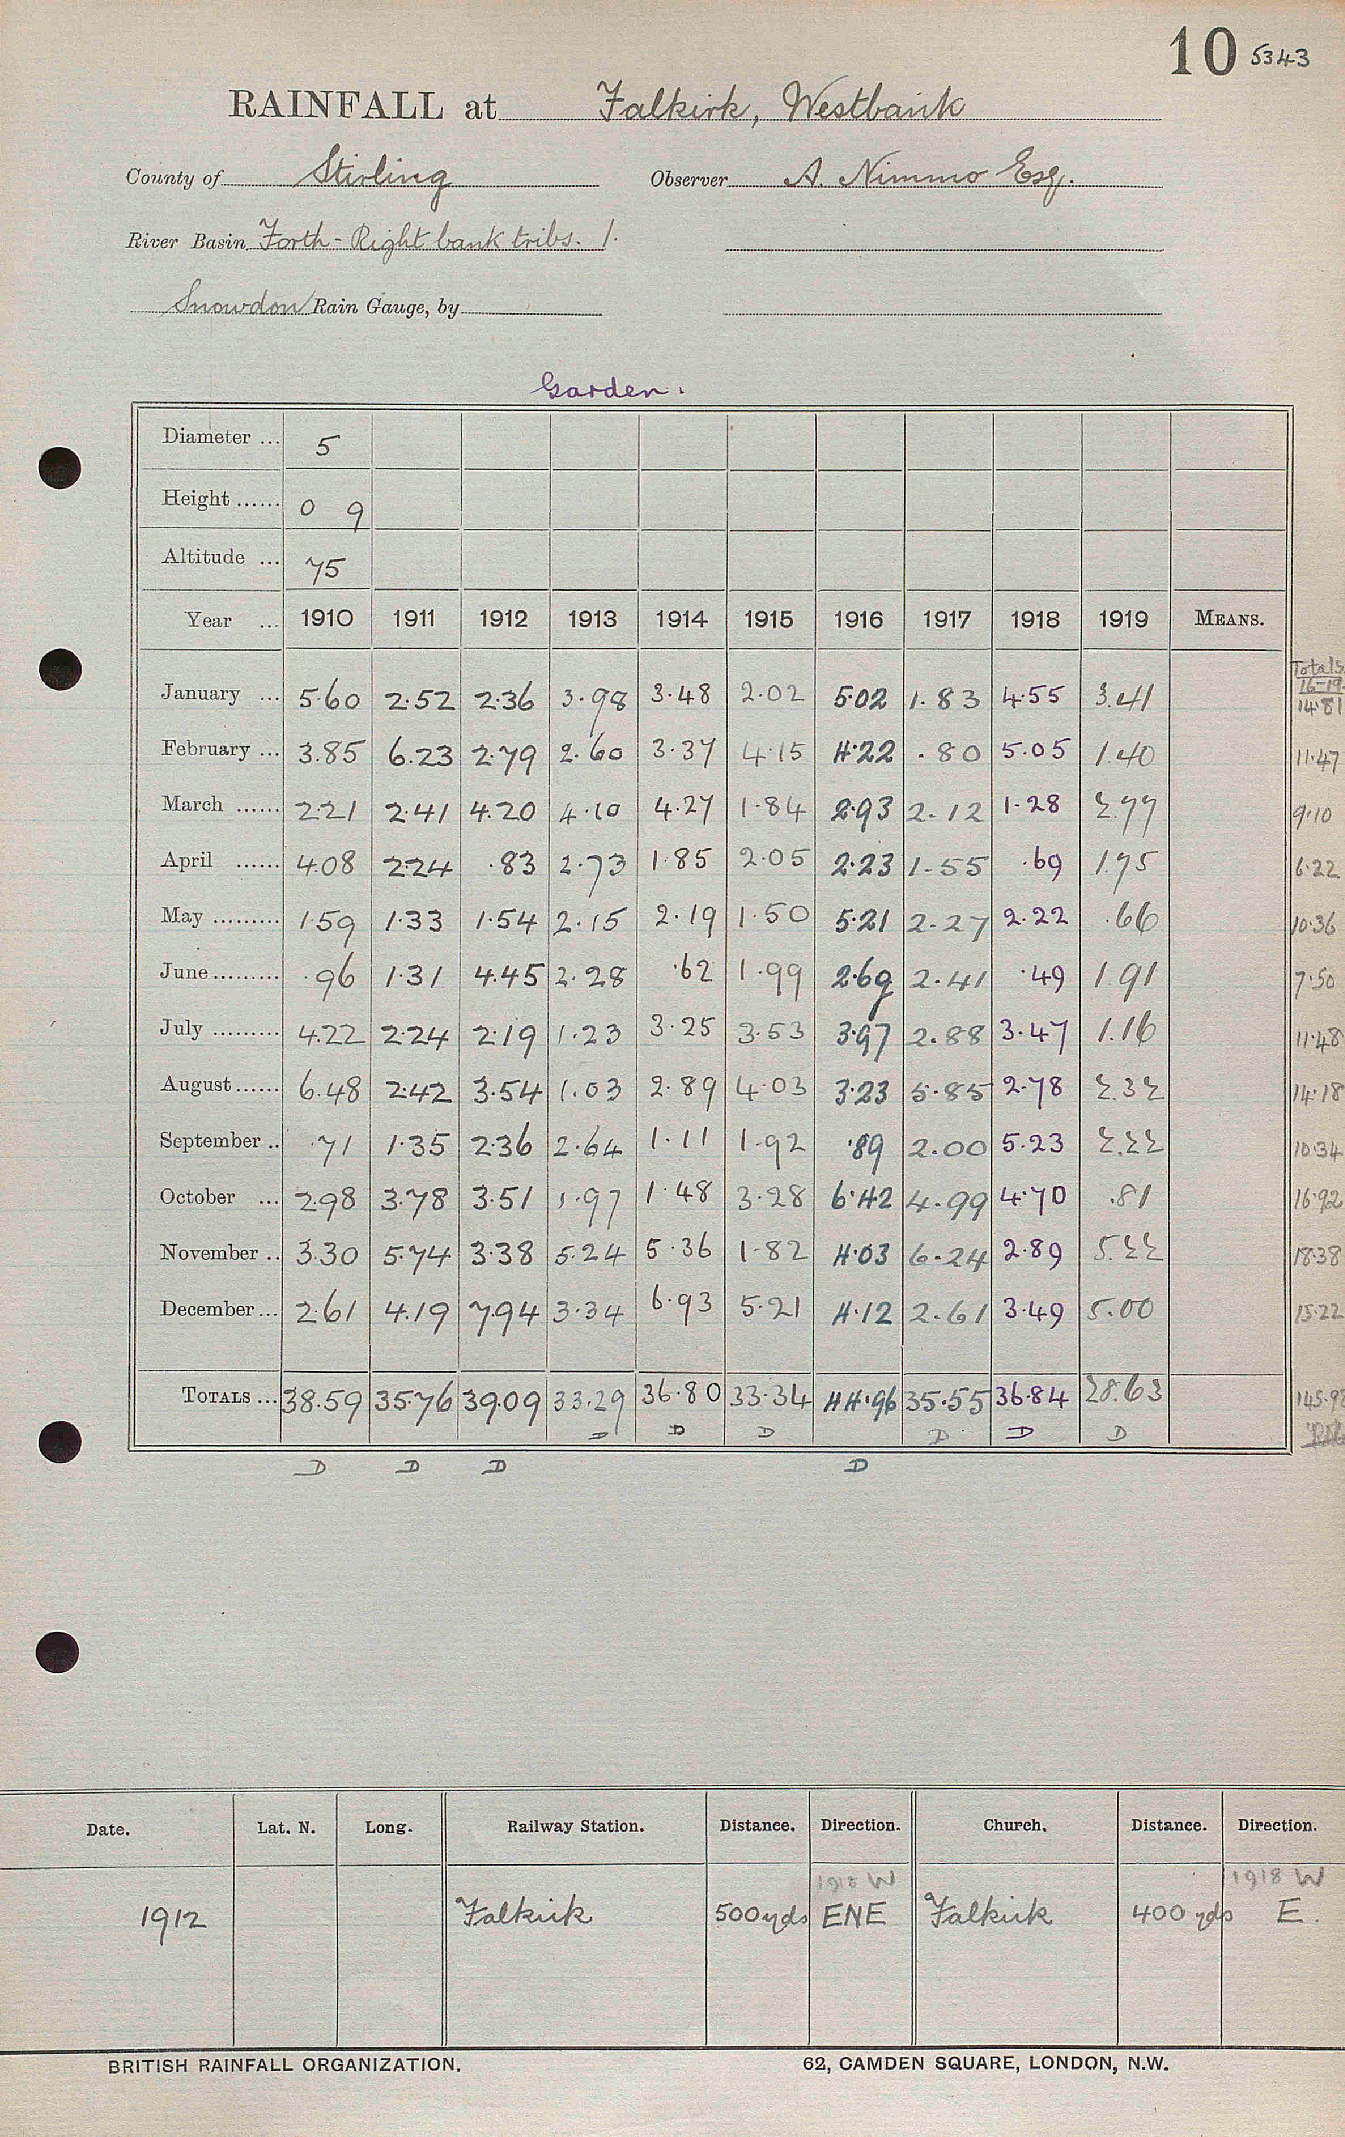 10 5343
RAINFALL at Falkirk, Westbank
County of Stirling Observer A. Nimmo Esq.
River Basin Forth - Right bank tribs. 1.
Snowdon Rain Gauge, by
Garden.
Diameter ... 5
Height ...... 0 9
Altitude ... 75
Year ... 1910 1911 1912 1913 1914 1915 1916 1917 1918 1919 MEANS.
Totals
16-19
January ... 5.60 2.52 2.36 3.98 3.48 2.02 5.02 1.83 4.55 3.41 14.81
February ... 3.85 6.23 2.79 2.60 3.37 4.15 4.22 .80 5.05 1.40 11.47
March ...... 2.21 2.41 4.20 4.10 4.27 1.84 2.93 2.12 1.28 2.77 9.10
April ...... 4.08 2.24 .83 2.73 1.85 2.05 2.23 1.55 .69 1.75 6.22
May ......... 1.59 1.33 1.54 2.15 2.19 1.50 5.21 2.27 2.22 .66 10.36
June ......... .96 1.31 4.45 2.28 .62 1.99 2.69 2.41 .49 1.91 7.50
July ......... 4.22 2.24 2.19 1.23 3.25 3.53 3.97 2.88 3.47 1.16 11.48
August ...... 6.48 2.42 3.54 1.03 2.89 4.03 3.23 5.85 2.78 2.32 14.18
September .. .71 1.35 2.36 2.64 1.11 1.92 .89 2.00 5.23 2.22 10.34
October ... 2.98 3.78 3.51 1.97 1.48 3.28 6.42 4.99 4.70 .81 16.92
November .. 3.30 5.74 3.38 5.24 5.36 1.82 4.03 6.24 2.89 5.22 18.38
December ... 2.61 4.19 7.94 3.34 6.93 5.21 4.12 2.61 3.49 5.00 15.22
TOTALS ... 38.59 35.76 39.09 33.29 36.80 33.34 44.96 35.55 36.84 28.63 145.98
D D D D D D
D D D D
Date. Lat. N. Long. Railway Station. Distance. Direction. Church. Distance. Direction.
1918 W 1918 W
1912 Falkirk 500 yds ENE Falkirk 400 yds E.
BRITISH RAINFALL ORGANIZATION. 62, CAMDEN SQUARE, LONDON, N.W.